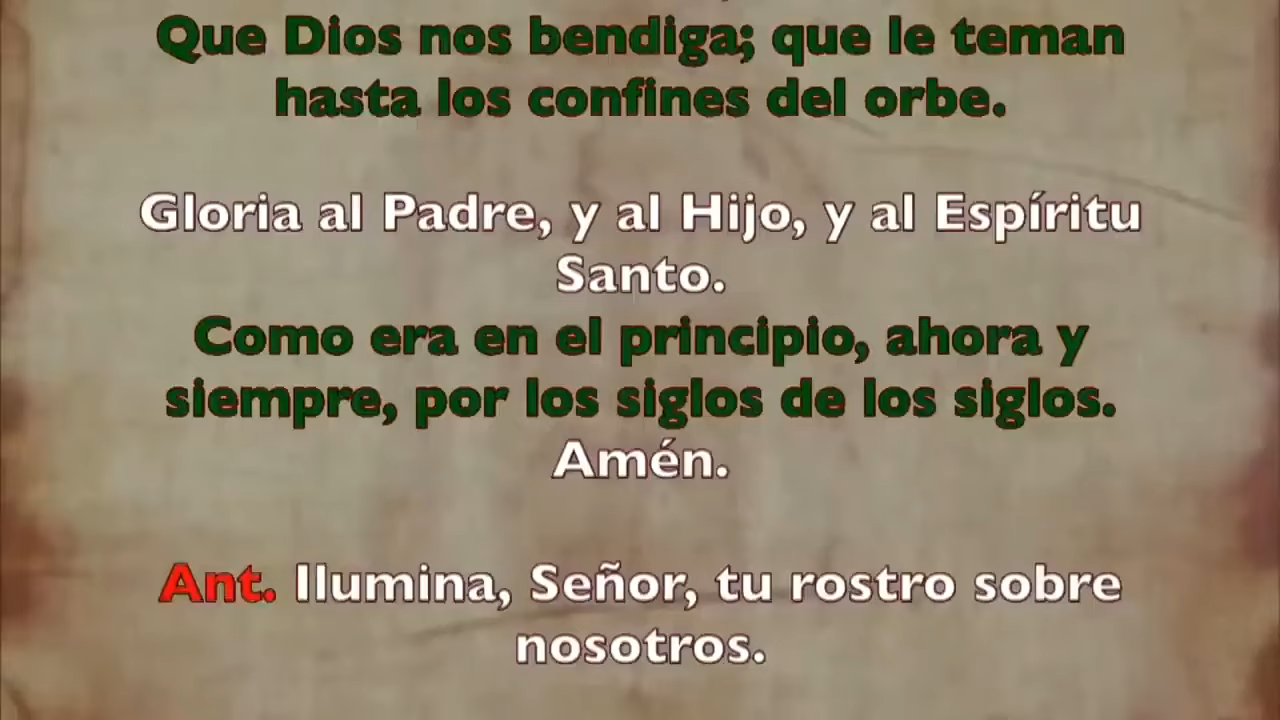 Que Dios nos bendiga; que le teman
hasta los confines del orbe.
Gloria al Padre, y al Hijo, y al Espíritu
Santo.
Como era en el principio, ahora y
siempre, por los siglos de los siglos.
Amén.
Ant. Ilumina, Señor, tu rostro sobre
nosotros.